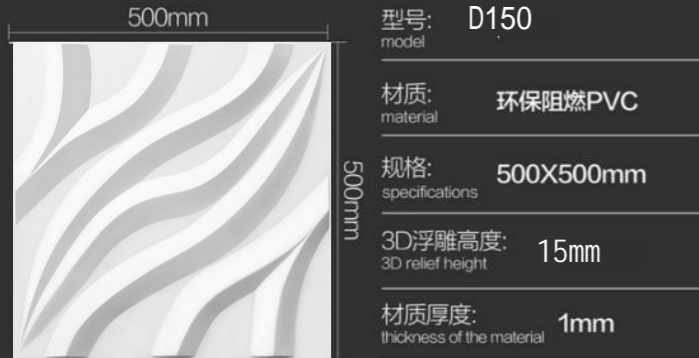 500mm
500mm
型号: D150
model
材质: 环保阻燃PVC
material
规格: 500X500mm
specifications
3D浮雕高度: 15mm
3D relief height
材质厚度: 1mm
thickness of the material